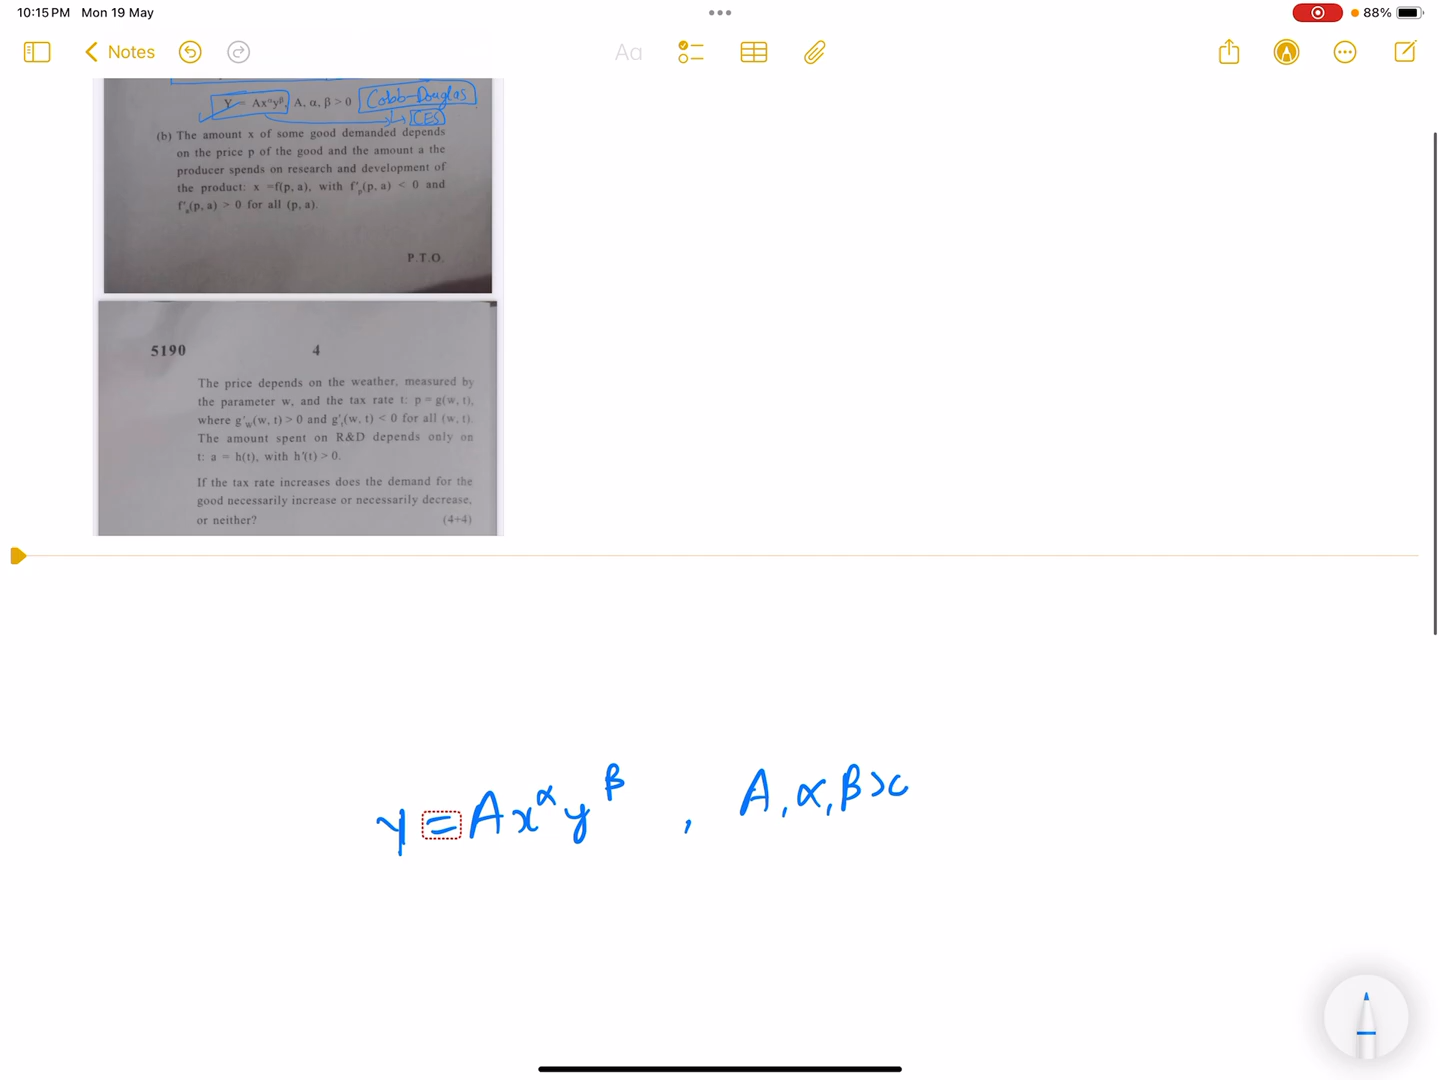 10:15 PM Mon 19 May
88%
Notes
Aa
Y = Axᵅyᵝ, A, α, β > 0 Cobb-Douglas
CES
(b) The amount x of some good demanded depends
on the price p of the good and the amount a the
producer spends on research and development of
the product: x =f(p, a), with f'ₚ(p, a) < 0 and
f'ₐ(p, a) > 0 for all (p, a).
P.T.O.
5190 4
The price depends on the weather, measured by
the parameter w, and the tax rate t: p = g(w, t),
where g'w(w, t) > 0 and g'ₜ(w, t) < 0 for all (w, t).
The amount spent on R&D depends only on
t: a = h(t), with h'(t) > 0.
If the tax rate increases does the demand for the
good necessarily increase or necessarily decrease,
or neither? (4+4)
Y = Axᵅyᵝ , A, α, β >